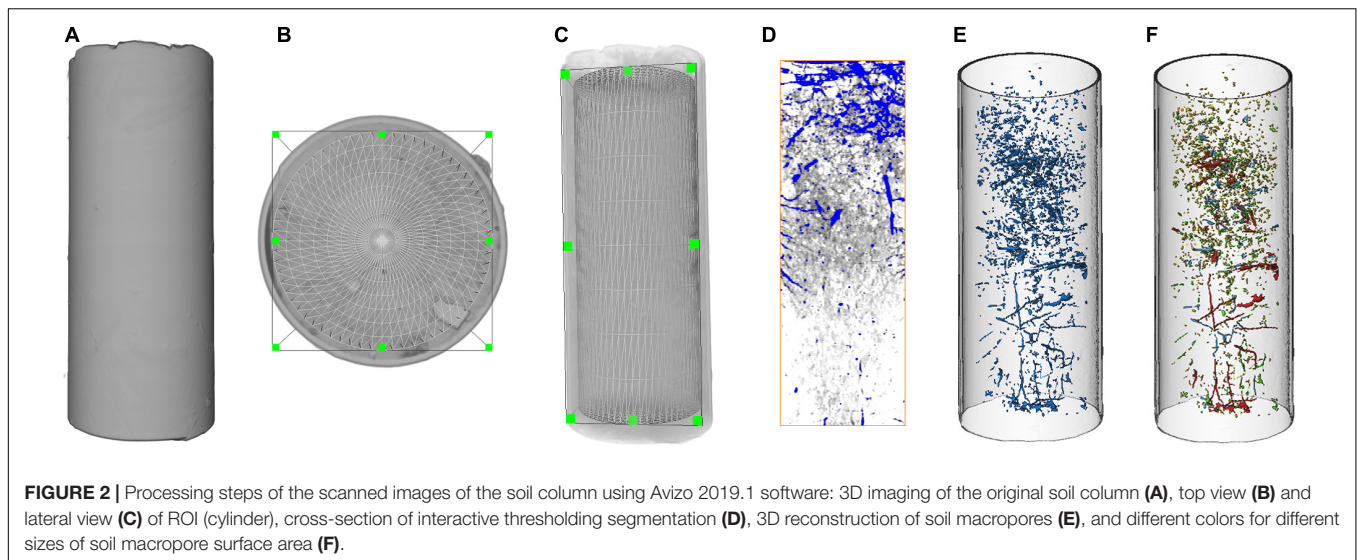 A B C D E F
FIGURE 2 | Processing steps of the scanned images of the soil column using Avizo 2019.1 software: 3D imaging of the original soil column (A), top view (B) and
lateral view (C) of ROI (cylinder), cross-section of interactive thresholding segmentation (D), 3D reconstruction of soil macropores (E), and different colors for different
sizes of soil macropore surface area (F).